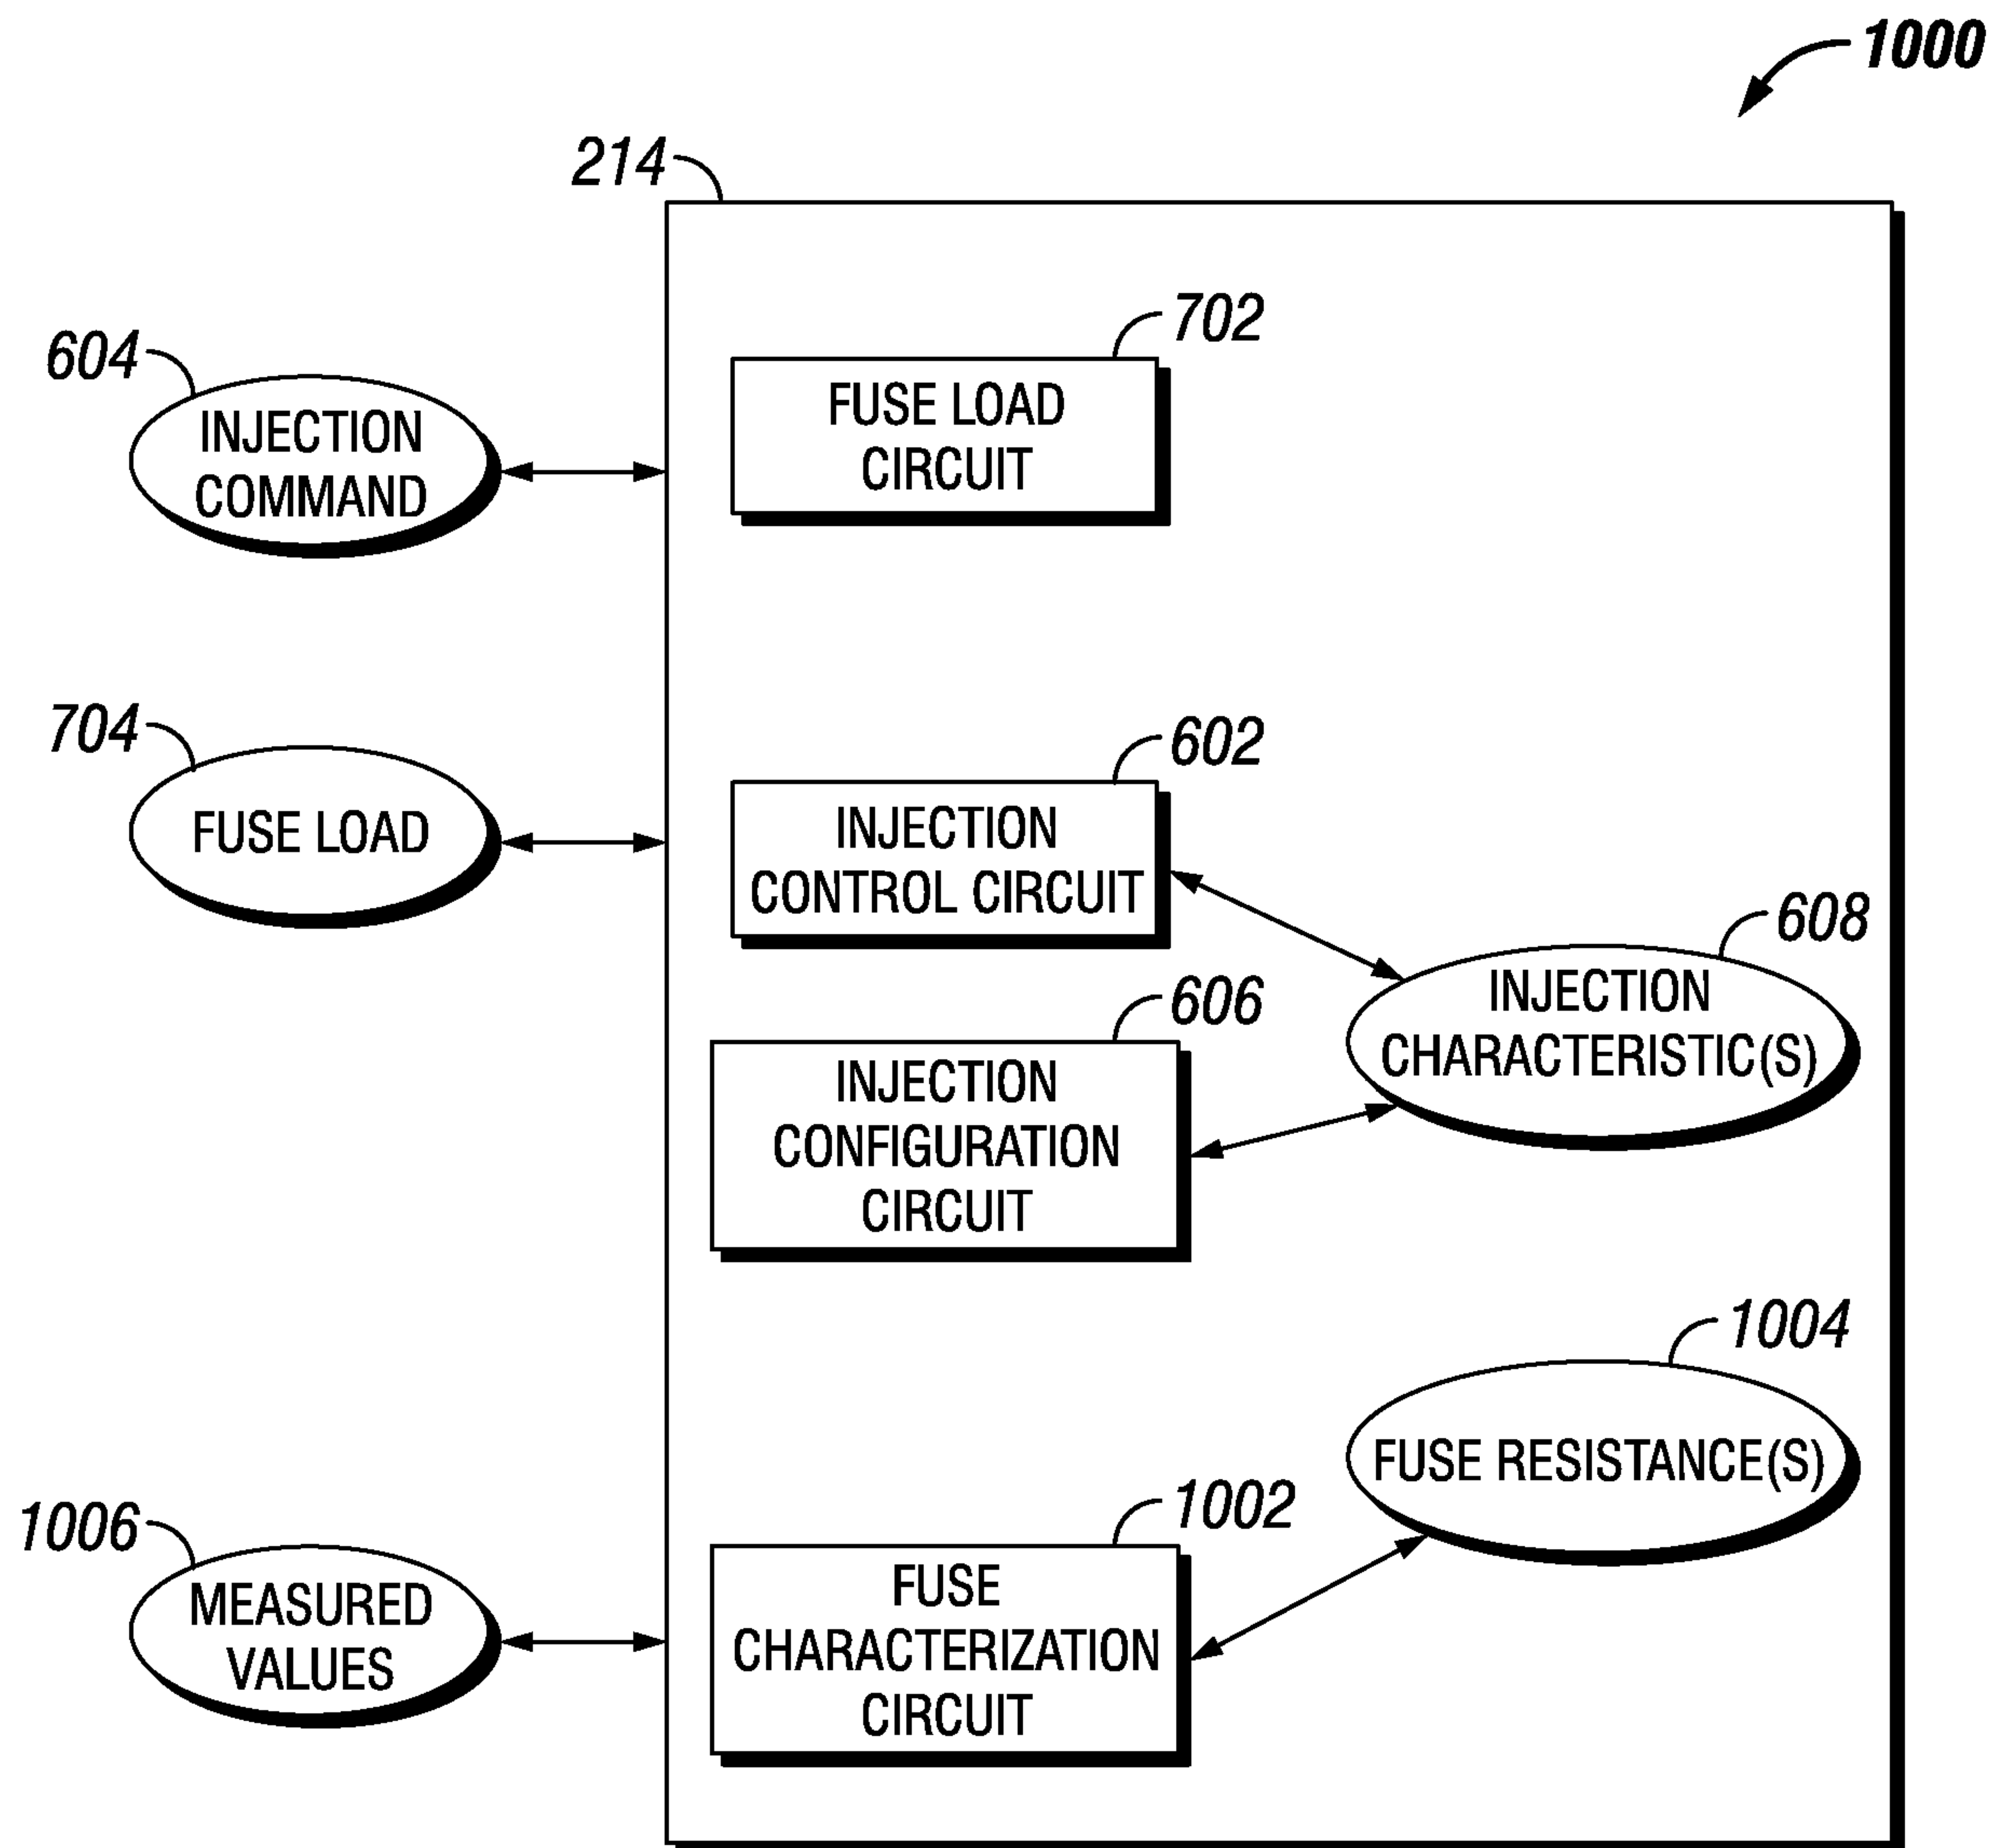 1000
214
702
FUSE LOAD
CIRCUIT
604
INJECTION
COMMAND
704
FUSE LOAD
602
INJECTION
CONTROL CIRCUIT
608
INJECTION
CHARACTERISTIC(S)
606
INJECTION
CONFIGURATION
CIRCUIT
1004
FUSE RESISTANCE(S)
1006
MEASURED
VALUES
1002
FUSE
CHARACTERIZATION
CIRCUIT